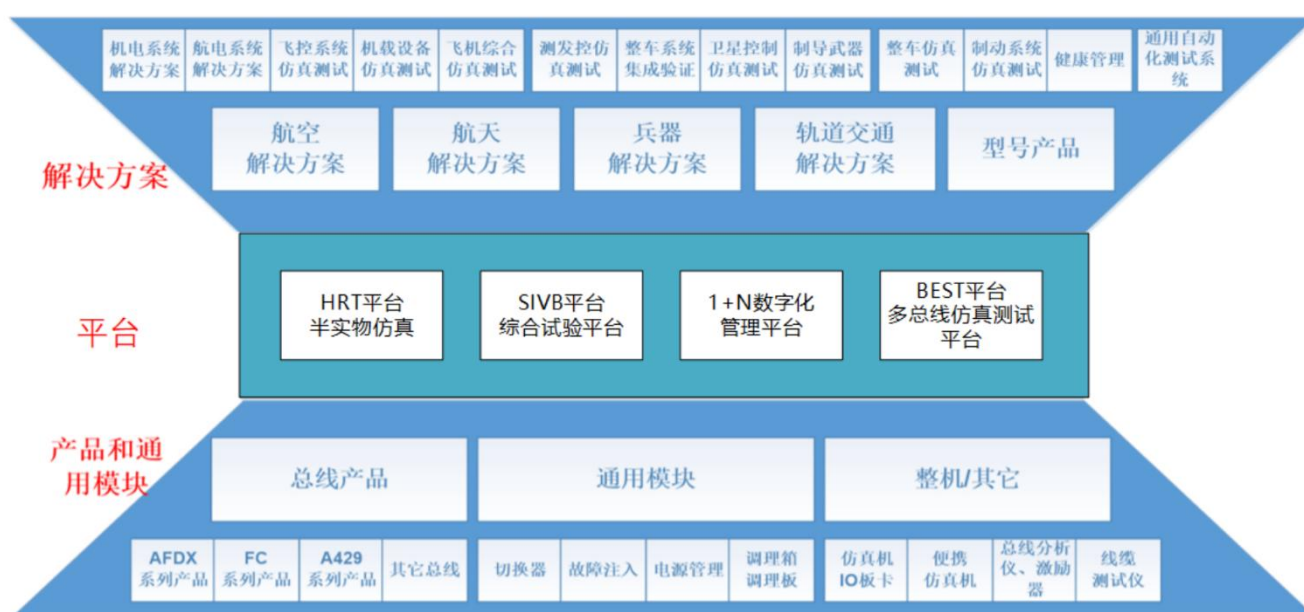 机电系统
解决方案
航电系统
解决方案
飞控系统
仿真测试
机载设备
仿真测试
飞机综合
仿真测试
测发控仿
真测试
整车系统
集成验证
卫星控制
仿真测试
制导武器
仿真测试
整车仿真
测试
制动系统
仿真测试
健康管理
通用自动
化测试系
统
航空
解决方案
航天
解决方案
兵器
解决方案
轨道交通
解决方案
型号产品
解决方案
平台
HRT平台
半实物仿真
SIVB平台
综合试验平台
1+N数字化
管理平台
BEST平台
多总线仿真测试
平台
产品和通
用模块
总线产品
通用模块
整机/其它
AFDX
系列产品
FC
系列产品
A429
系列产品
其它总线
切换器
故障注入
电源管理
调理箱
调理板
仿真机
IO板卡
便携
仿真机
总线分析
仪、激励
器
线缆
测试仪